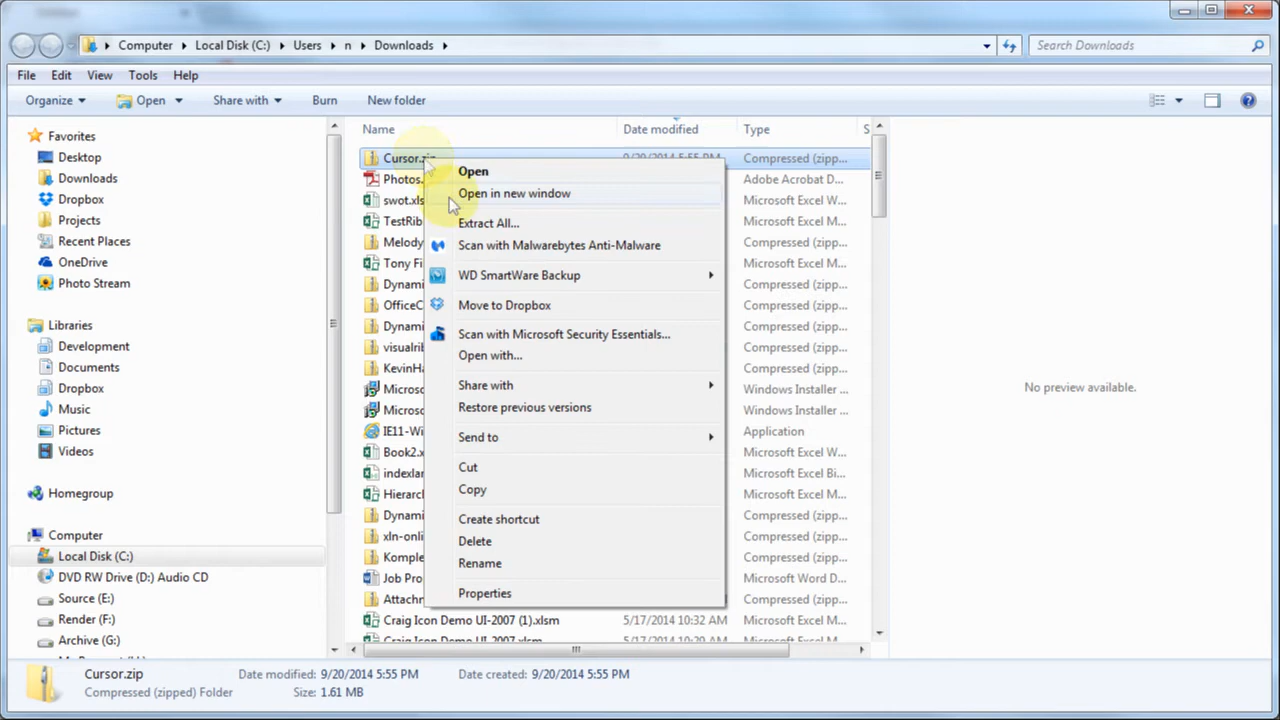 Computer ▸ Local Disk (C:) ▸ Users ▸ n ▸ Downloads ▸
Search Downloads
File Edit View Tools Help
Organize Open Share with Burn New folder
Name Date modified Type S
Favorites
Desktop
Downloads
Dropbox
Projects
Recent Places
OneDrive
Photo Stream
Libraries
Development
Documents
Dropbox
Music
Pictures
Videos
Homegroup
Computer
Local Disk (C:)
DVD RW Drive (D:) Audio CD
Source (E:)
Render (F:)
Archive (G:)
Cursor.zip 9/20/2014 5:55 PM Compressed (zipp...
Photos. Adobe Acrobat D...
swot.xls Microsoft Excel W...
TestRib Microsoft Excel M...
Melody Compressed (zipp...
Tony Fi Microsoft Excel M...
Dynami Compressed (zipp...
OfficeC Compressed (zipp...
Dynami Compressed (zipp...
visualrib Compressed (zipp...
KevinHa Compressed (zipp...
Microso Windows Installer ...
Microso Windows Installer ...
IE11-Wi Application
Book2.x Microsoft Excel M...
indexlar Microsoft Excel Bi...
Hierarch Microsoft Excel M...
Dynami Compressed (zipp...
xln-onli Compressed (zipp...
Komple Compressed (zipp...
Job Pro Microsoft Word D...
Attachn Compressed (zipp...
Craig Icon Demo UI-2007 (1).xlsm 5/17/2014 10:32 AM Microsoft Excel M...
Craig Icon Demo UI-2007.xlsm 5/17/2014 10:29 AM Microsoft Excel M...
Open
Open in new window
Extract All...
Scan with Malwarebytes Anti-Malware
WD SmartWare Backup
Move to Dropbox
Scan with Microsoft Security Essentials...
Open with...
Share with
Restore previous versions
Send to
Cut
Copy
Create shortcut
Delete
Rename
Properties
No preview available.
Cursor.zip Date modified: 9/20/2014 5:55 PM Date created: 9/20/2014 5:55 PM
Compressed (zipped) Folder Size: 1.61 MB